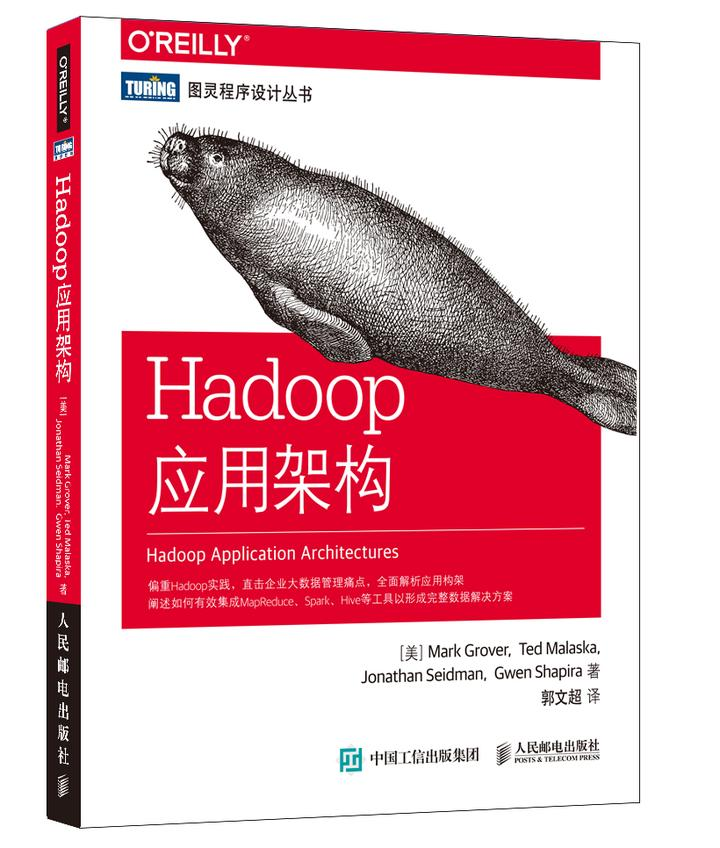 O'REILLY®
TURING 图灵程序设计丛书
Hadoop
应用架构
Hadoop Application Architectures
偏重Hadoop实践，直击企业大数据管理痛点，全面解析应用构架
阐述如何有效集成MapReduce、Spark、Hive等工具以形成完整数据解决方案
[美] Mark Grover, Ted Malaska,
Jonathan Seidman, Gwen Shapira 著
郭文超 译
中国工信出版集团
人民邮电出版社
POSTS & TELECOM PRESS
O'REILLY®
TURING
Hadoop应用架构
[美] Mark Grover, Ted Malaska,
Jonathan Seidman, Gwen Shapira 著
人民邮电出版社